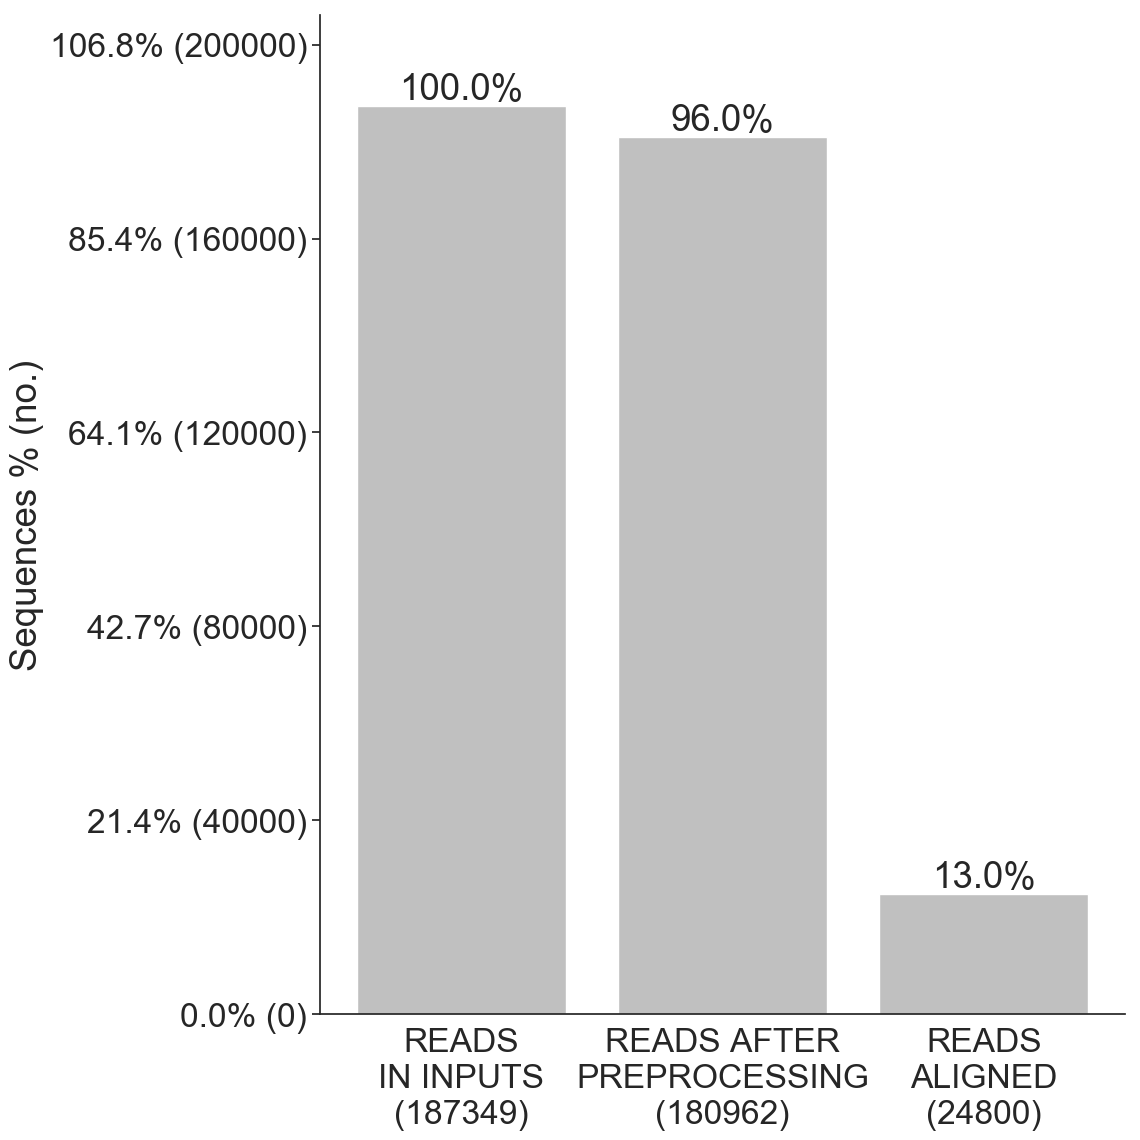 Sequences % (no.)
106.8% (200000)
85.4% (160000)
64.1% (120000)
42.7% (80000)
21.4% (40000)
0.0% (0)
100.0%
96.0%
13.0%
READS
IN INPUTS
(187349)
READS AFTER
PREPROCESSING
(180962)
READS
ALIGNED
(24800)